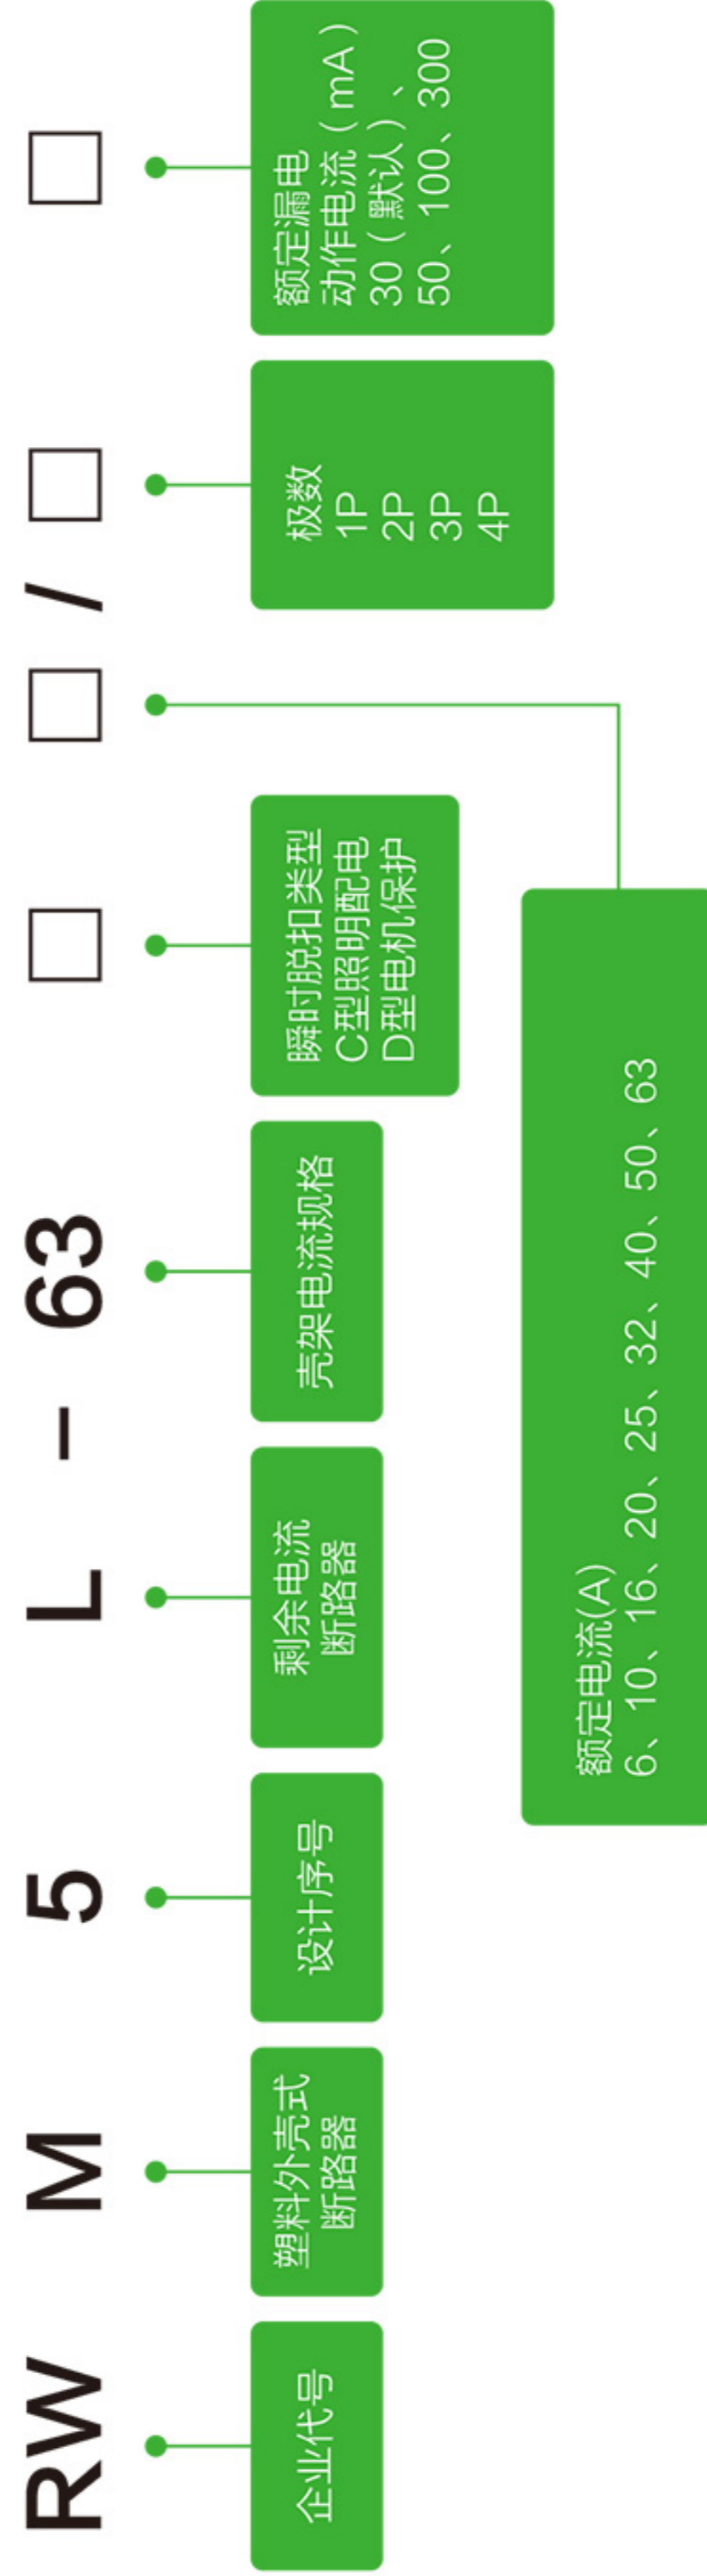 RW M 5 L - 63 □ □ / □ □
企业代号
塑料外壳式
断路器
设计序号
剩余电流
断路器
壳架电流规格
瞬时脱扣类型
C型照明配电
D型电机保护
额定电流(A)
6、10、16、20、25、32、40、50、63
极数
1P
2P
3P
4P
额定漏电
动作电流（mA）
30（默认）、
50、100、300